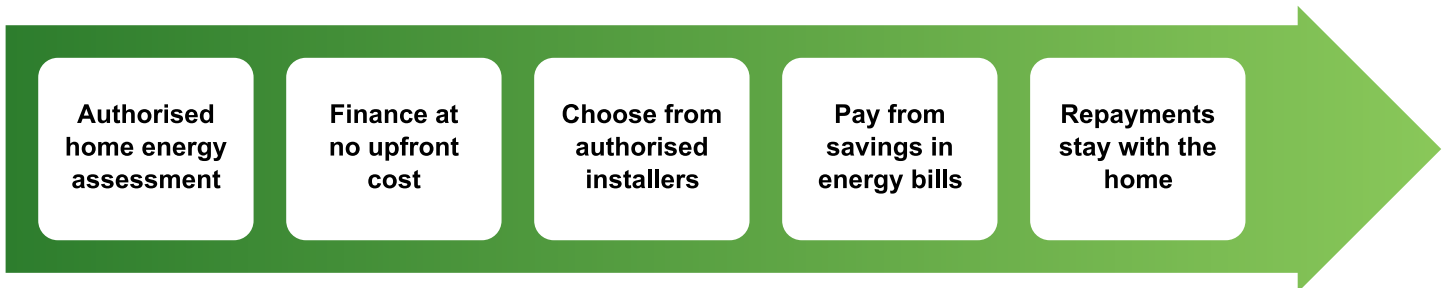 Authorised
home energy
assessment
Finance at
no upfront
cost
Choose from
authorised
installers
Pay from
savings in
energy bills
Repayments
stay with the
home